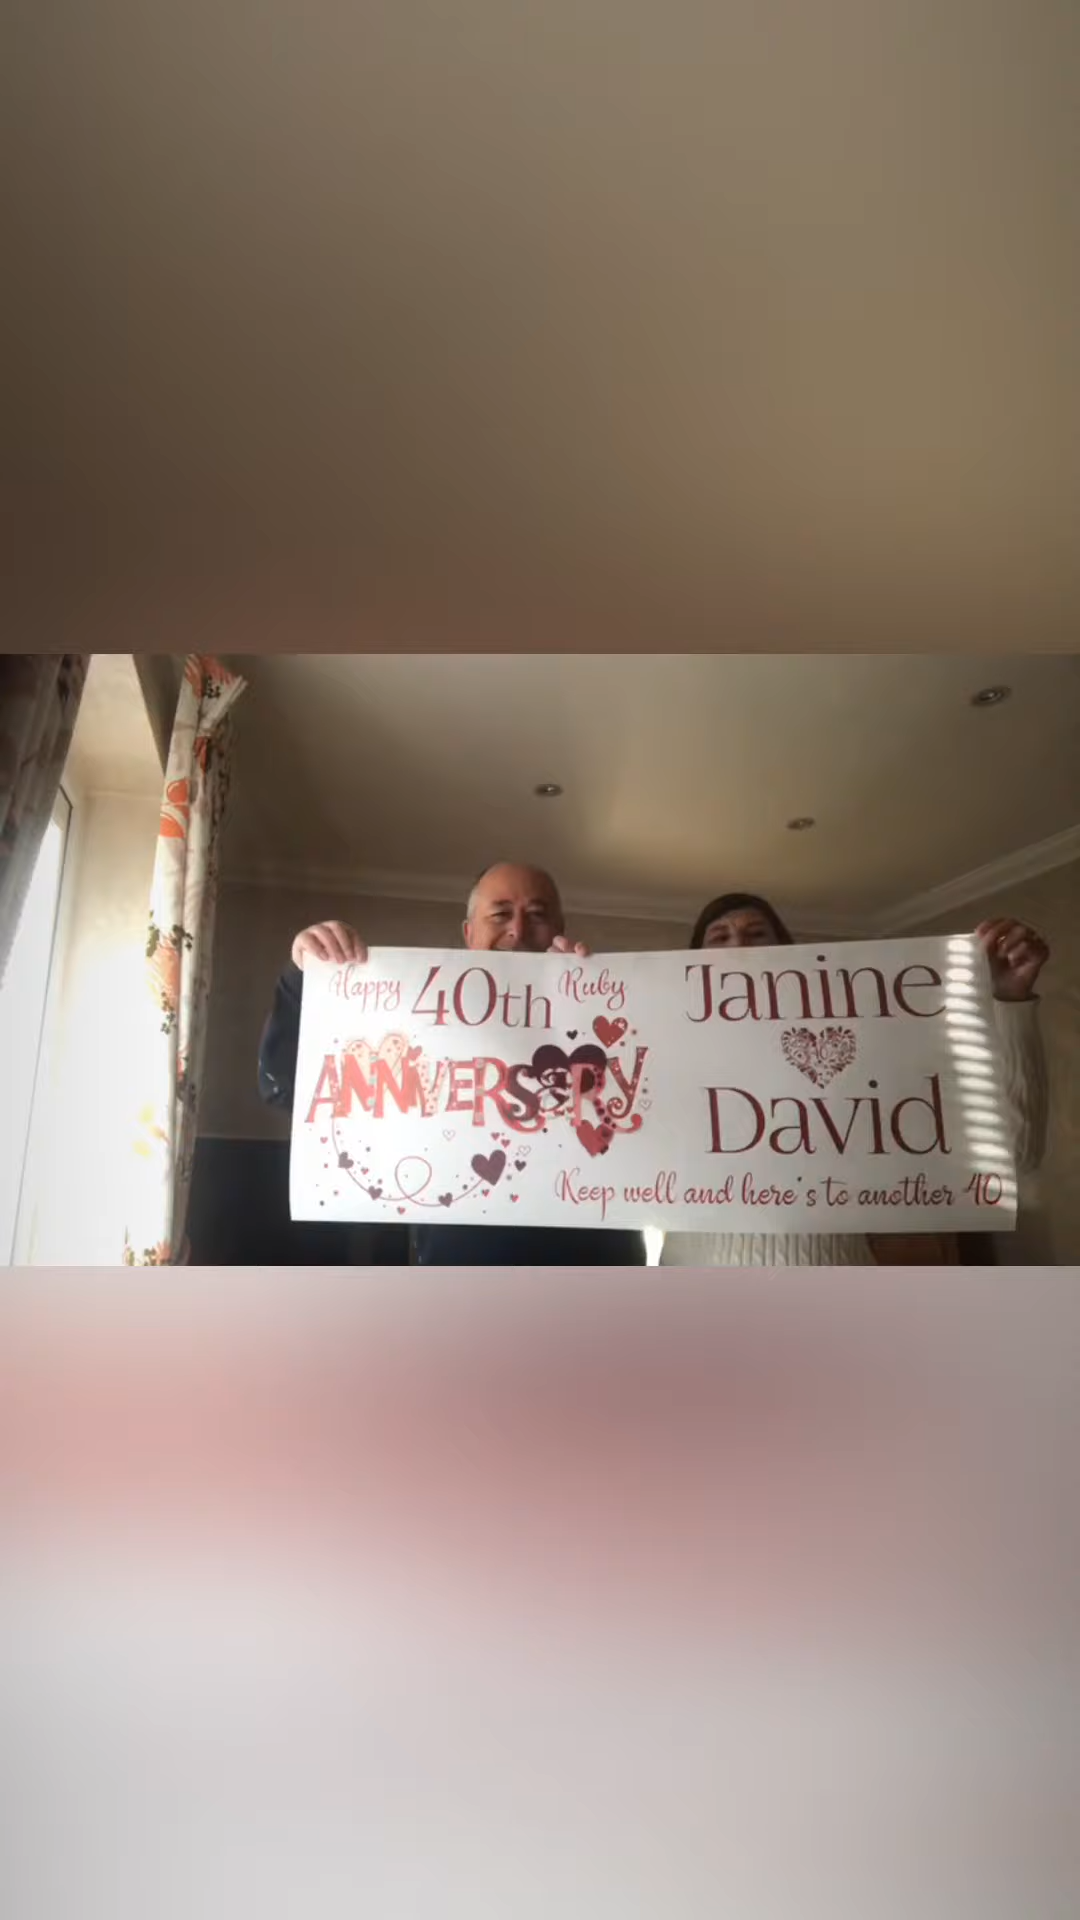 Happy 40th Ruby
ANNIVERSARY
Janine
&
David
Keep well and here's to another 40